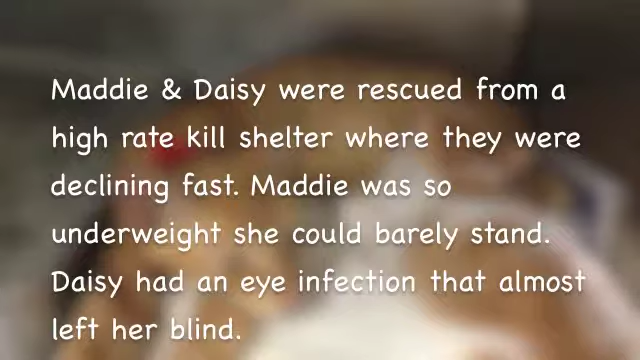 Maddie & Daisy were rescued from a
high rate kill shelter where they were
declining fast. Maddie was so
underweight she could barely stand.
Daisy had an eye infection that almost
left her blind.